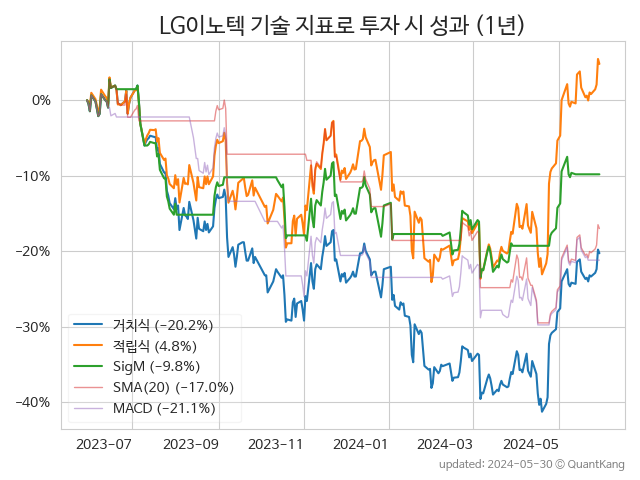 LG이노텍 기술 지표로 투자 시 성과 (1년)
0%
−10%
−20%
−30%
−40%
거치식 (−20.2%)
적립식 (4.8%)
SigM (−9.8%)
SMA(20) (−17.0%)
MACD (−21.1%)
2023-07
2023-09
2023-11
2024-01
2024-03
2024-05
updated: 2024-05-30 ⓒ QuantKang